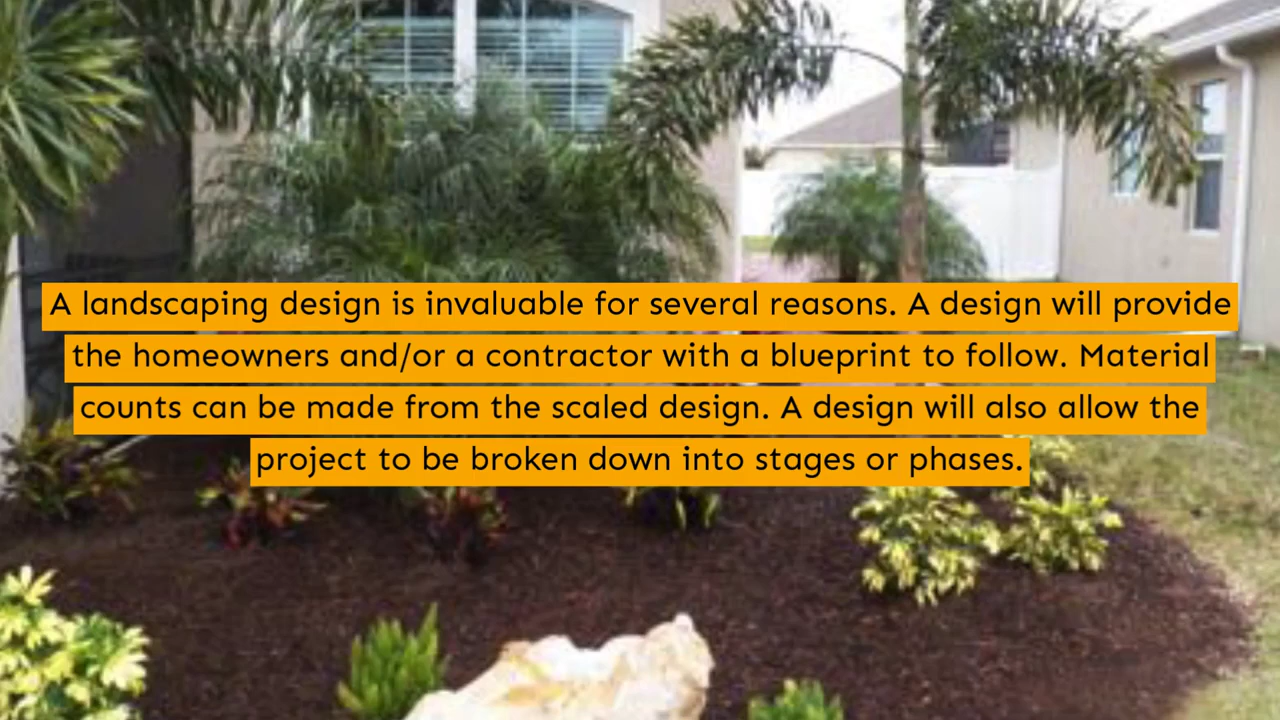 A landscaping design is invaluable for several reasons. A design will provide
the homeowners and/or a contractor with a blueprint to follow. Material
counts can be made from the scaled design. A design will also allow the
project to be broken down into stages or phases.